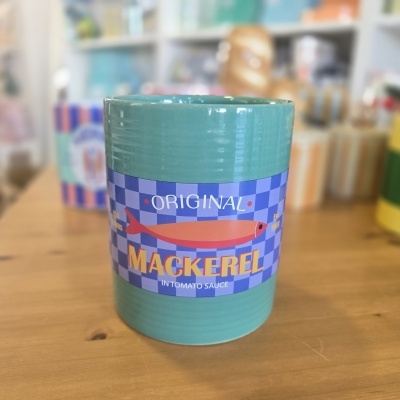 ORIGINAL
MACKEREL
IN TOMATO SAUCE